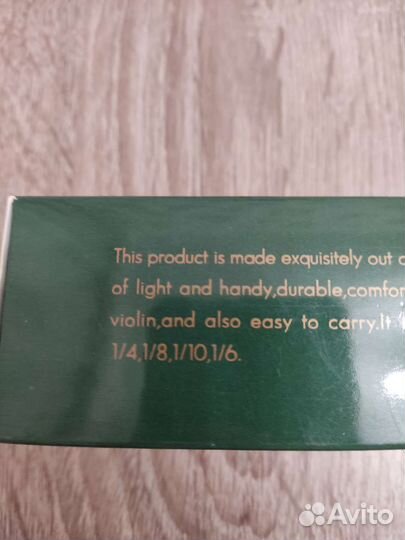 This product is made exquisitely out
of light and handy,durable,
violin,and also easy to carry.It
1/4,1/8,1/10,1/6.
Avito